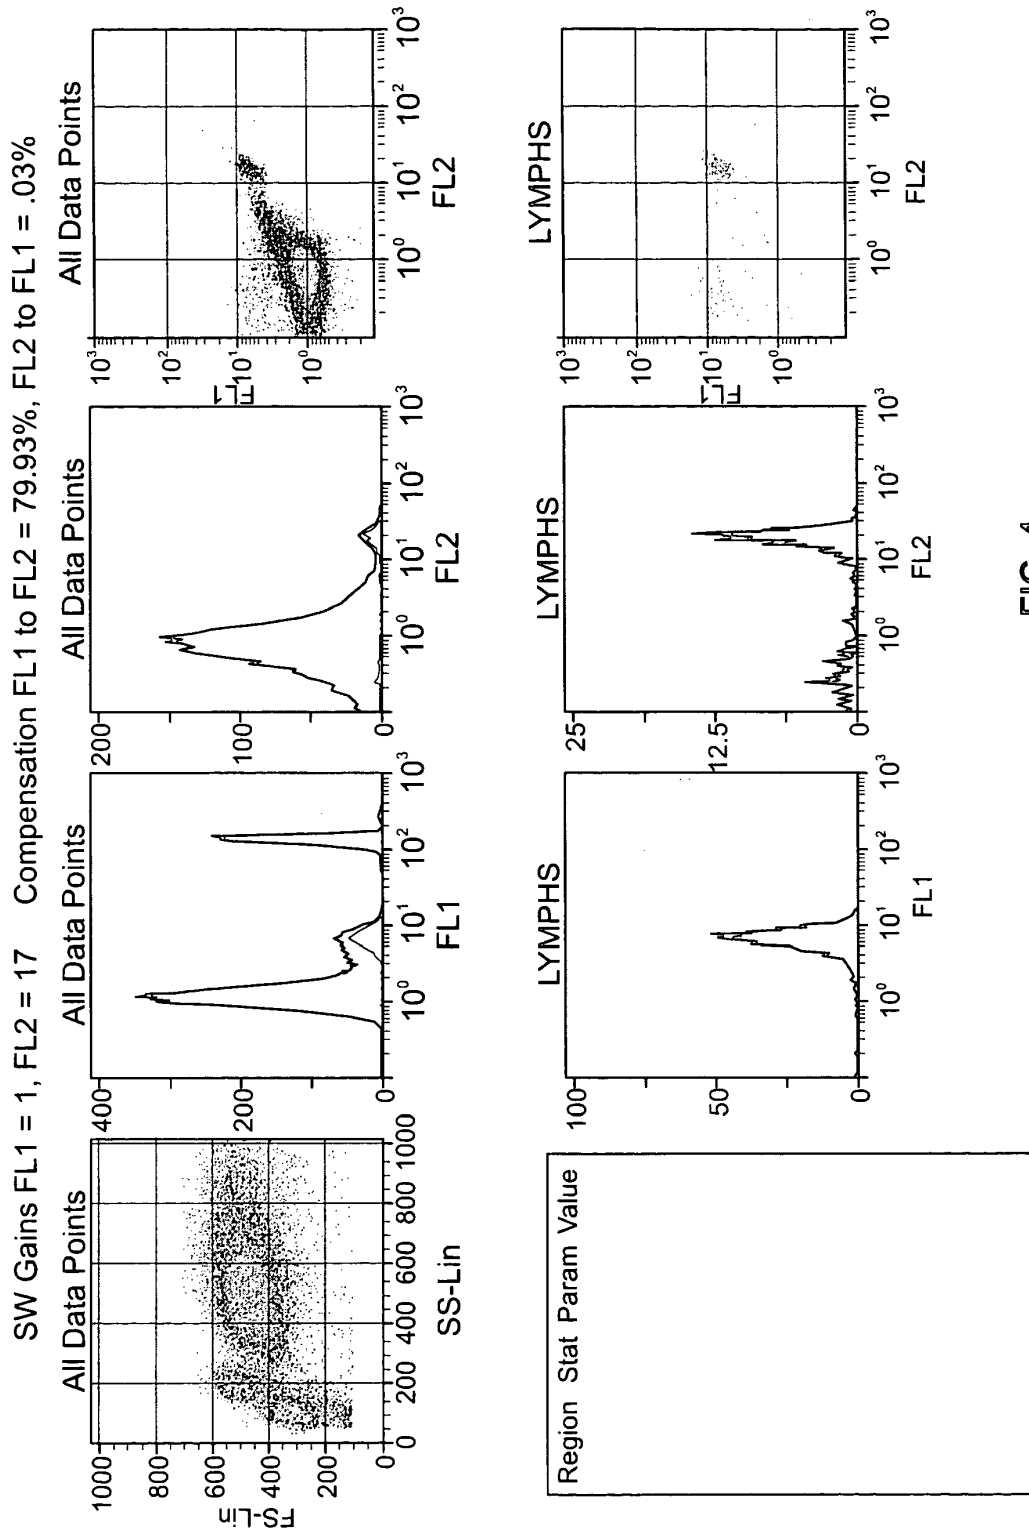 SW Gains FL1 = 1, FL2 = 17 Compensation FL1 to FL2 = 79.93%, FL2 to FL1 = .03%
All Data Points
1000
800
600
400
200
0
FS-Lin
0 200 400 600 800 1000
SS-Lin
All Data Points
400
200
0
10⁰ 10¹ 10² 10³
FL1
All Data Points
200
100
0
10⁰ 10¹ 10² 10³
FL2
All Data Points
10³
10²
10¹
10⁰
FL1
10⁰ 10¹ 10² 10³
FL2
Region Stat Param Value
LYMPHS
100
50
0
10⁰ 10¹ 10² 10³
FL1
LYMPHS
25
12.5
0
10⁰ 10¹ 10² 10³
FL2
LYMPHS
10³
10²
10¹
10⁰
FL1
10⁰ 10¹ 10² 10³
FL2